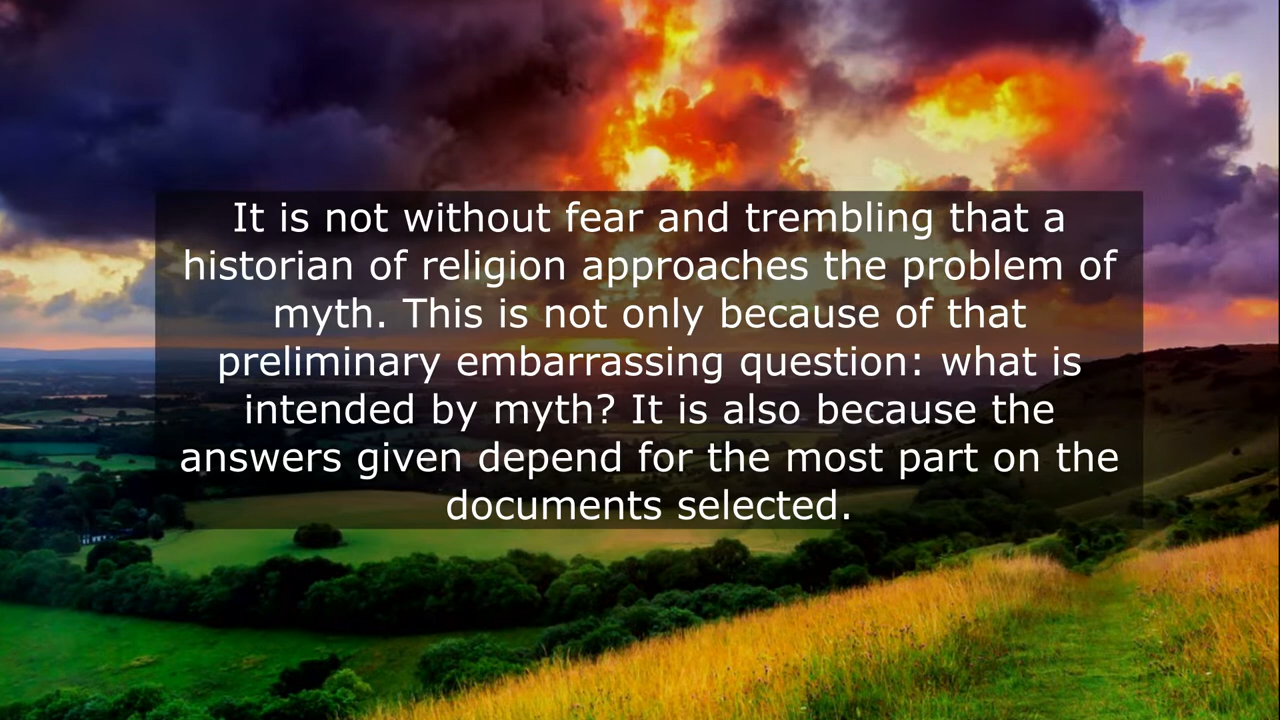 It is not without fear and trembling that a
historian of religion approaches the problem of
myth. This is not only because of that
preliminary embarrassing question: what is
intended by myth? It is also because the
answers given depend for the most part on the
documents selected.